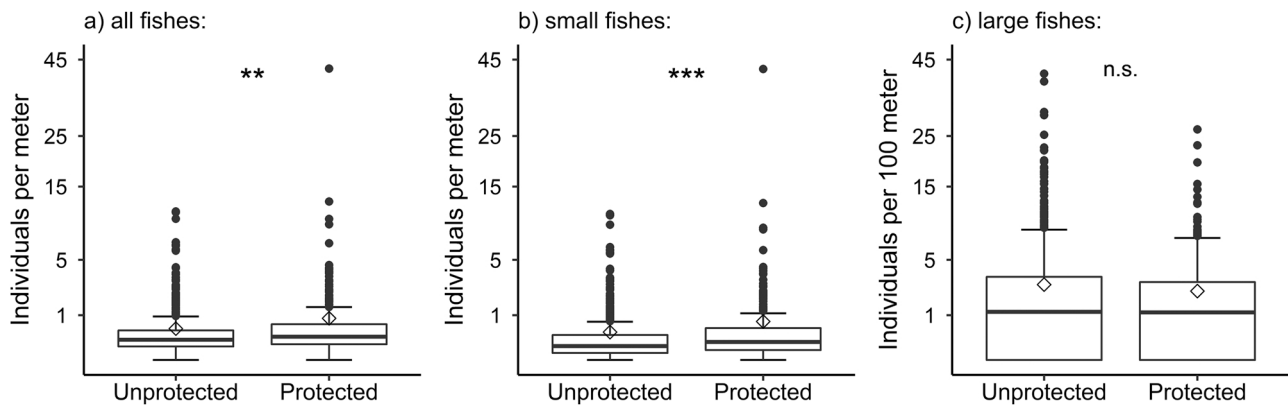 a) all fishes:
Individuals per meter
45
25
15
5
1
**
Unprotected Protected
b) small fishes:
Individuals per meter
45
25
15
5
1
***
Unprotected Protected
c) large fishes:
Individuals per 100 meter
45
25
15
5
1
n.s.
Unprotected Protected